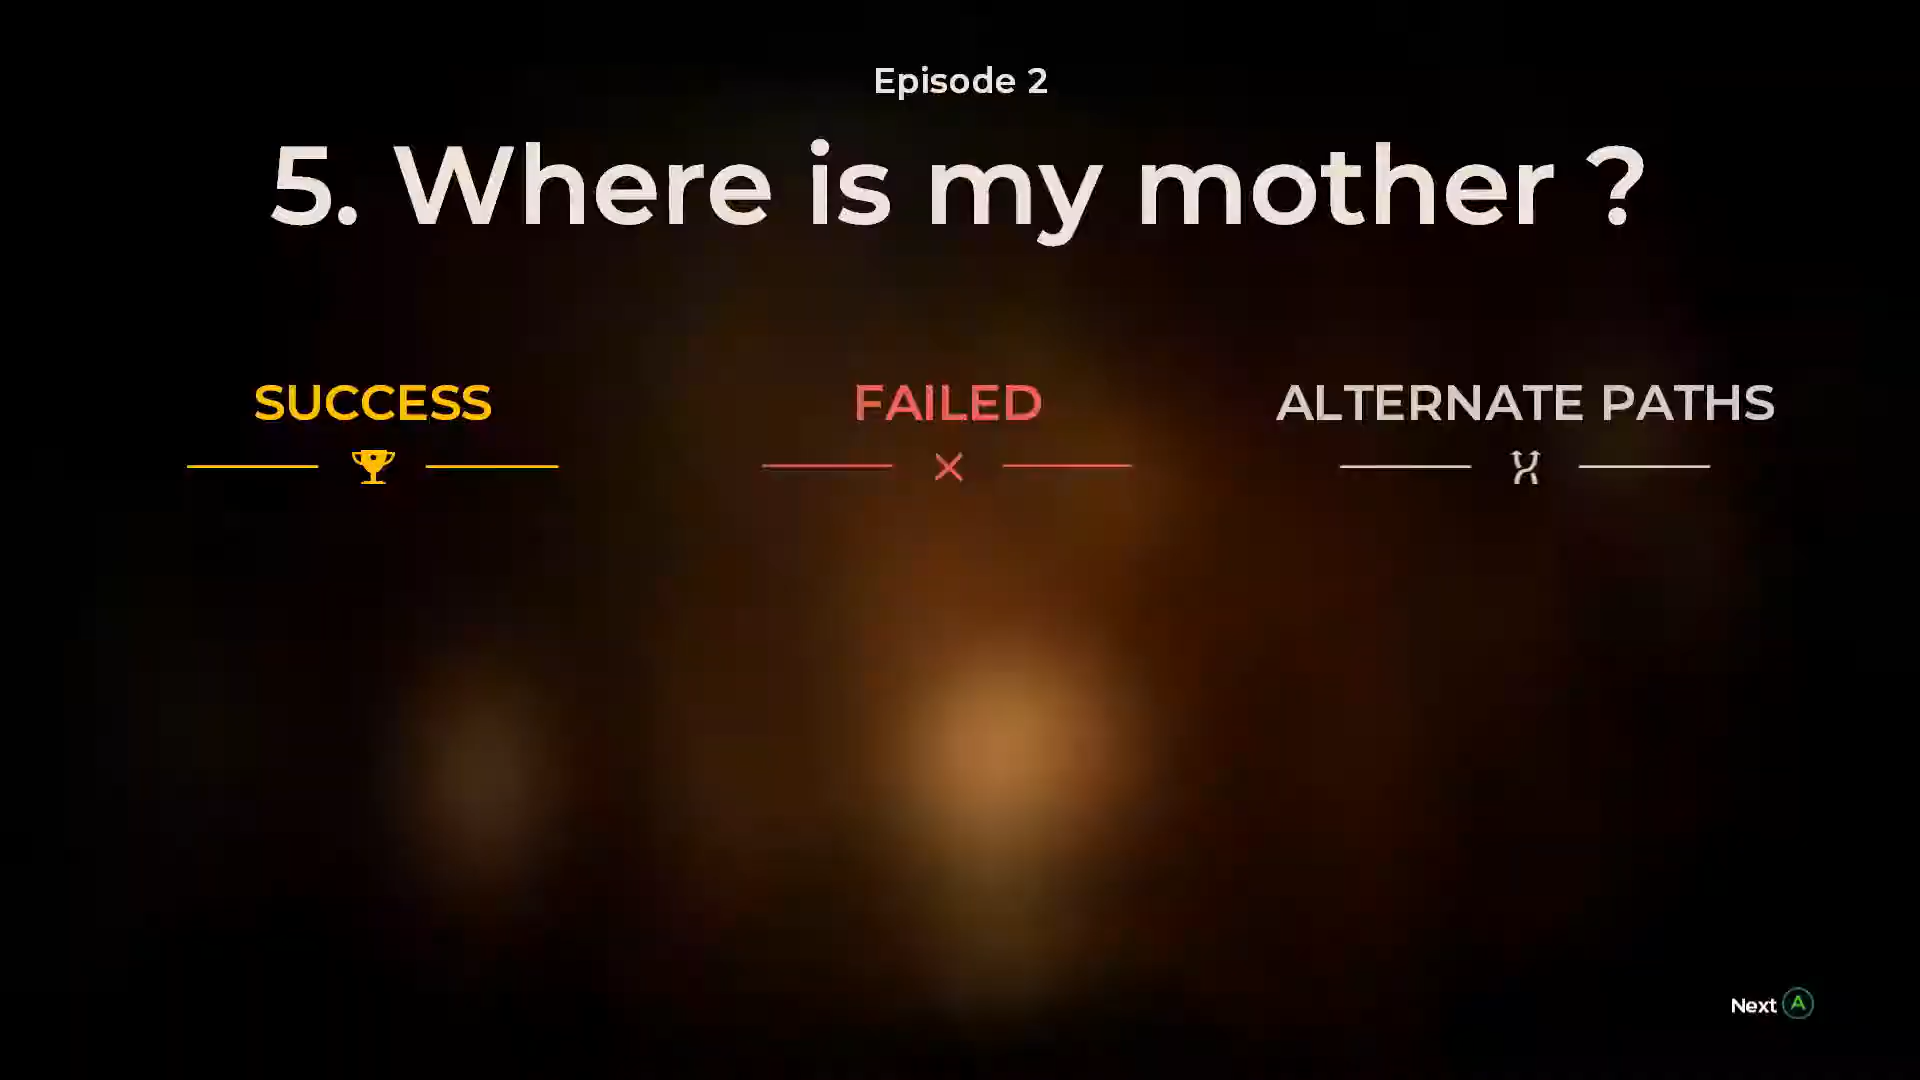 Episode 2
5. Where is my mother ?
SUCCESS
FAILED
ALTERNATE PATHS
Next A